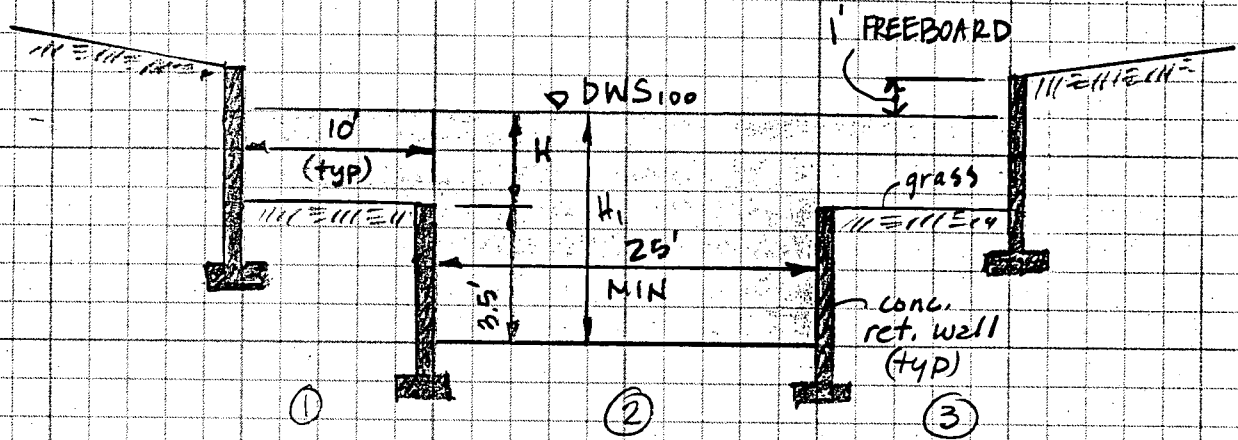 1' FREEBOARD
▽ DWS100
10'
(typ)
H
grass
H1
25'
MIN
3.5'
conc.
ret. wall
(typ)
1
2
3